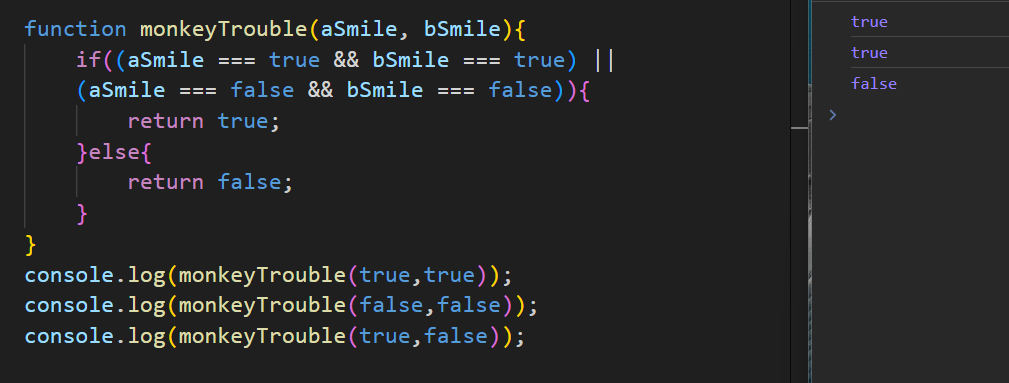 function monkeyTrouble(aSmile, bSmile){
    if((aSmile === true && bSmile === true) ||
    (aSmile === false && bSmile === false)){
        return true;
    }else{
        return false;
    }
}
console.log(monkeyTrouble(true,true));
console.log(monkeyTrouble(false,false));
console.log(monkeyTrouble(true,false));
true
true
false
>